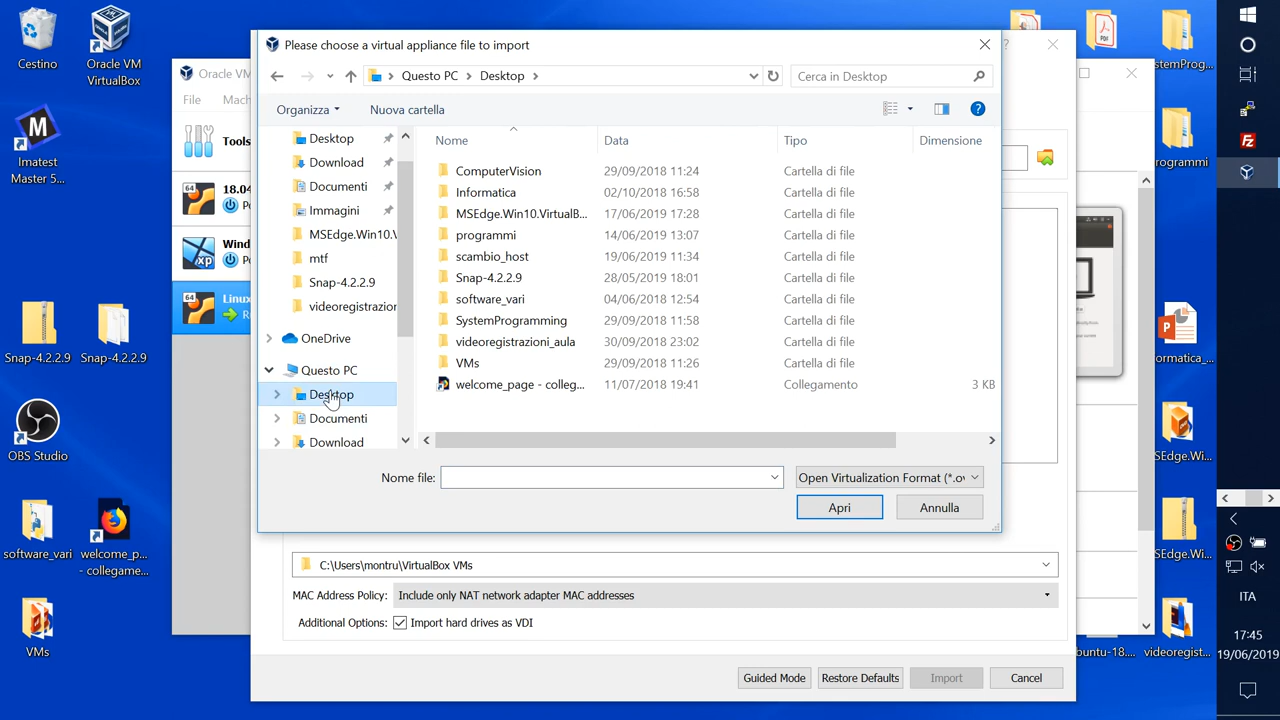 Cestino
Oracle VM
VirtualBox
Imatest
Master 5...
Snap-4.2.2.9
Snap-4.2.2.9
OBS Studio
software_vari
welcome_p...
- collegame...
VMs
Oracle VM
File
Mach
Tools
18.04
Po
Wind
Po
Linux
R
Please choose a virtual appliance file to import
Questo PC
Desktop
Cerca in Desktop
Organizza
Nuova cartella
Desktop
Download
Documenti
Immagini
MSEdge.Win10.V
mtf
Snap-4.2.2.9
videoregistrazion
OneDrive
Questo PC
Desktop
Documenti
Download
Nome
Data
Tipo
Dimensione
ComputerVision 29/09/2018 11:24 Cartella di file
Informatica 02/10/2018 16:58 Cartella di file
MSEdge.Win10.VirtualB... 17/06/2019 17:28 Cartella di file
programmi 14/06/2019 13:07 Cartella di file
scambio_host 19/06/2019 11:34 Cartella di file
Snap-4.2.2.9 28/05/2019 18:01 Cartella di file
software_vari 04/06/2018 12:54 Cartella di file
SystemProgramming 29/09/2018 11:58 Cartella di file
videoregistrazioni_aula 30/09/2018 23:02 Cartella di file
VMs 29/09/2018 11:26 Cartella di file
welcome_page - colleg... 11/07/2018 19:41 Collegamento 3 KB
Nome file:
Open Virtualization Format (*.ov
Apri
Annulla
C:\Users\montru\VirtualBox VMs
MAC Address Policy: Include only NAT network adapter MAC addresses
Additional Options: Import hard drives as VDI
Guided Mode
Restore Defaults
Import
Cancel
stemProg...
rogrammi
ormatica_...
SEdge.Wi...
SEdge.Wi...
buntu-18....
videoregist...
ITA
17:45
19/06/2019